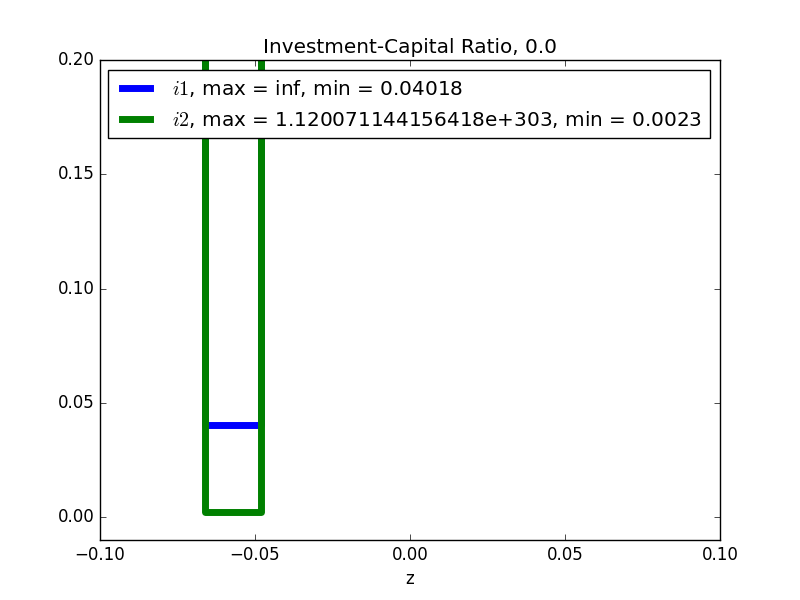 Investment-Capital Ratio, 0.0
i1, max = inf, min = 0.04018
i2, max = 1.120071144156418e+303, min = 0.0023
0.20
0.15
0.10
0.05
0.00
−0.10 −0.05 0.00 0.05 0.10
z